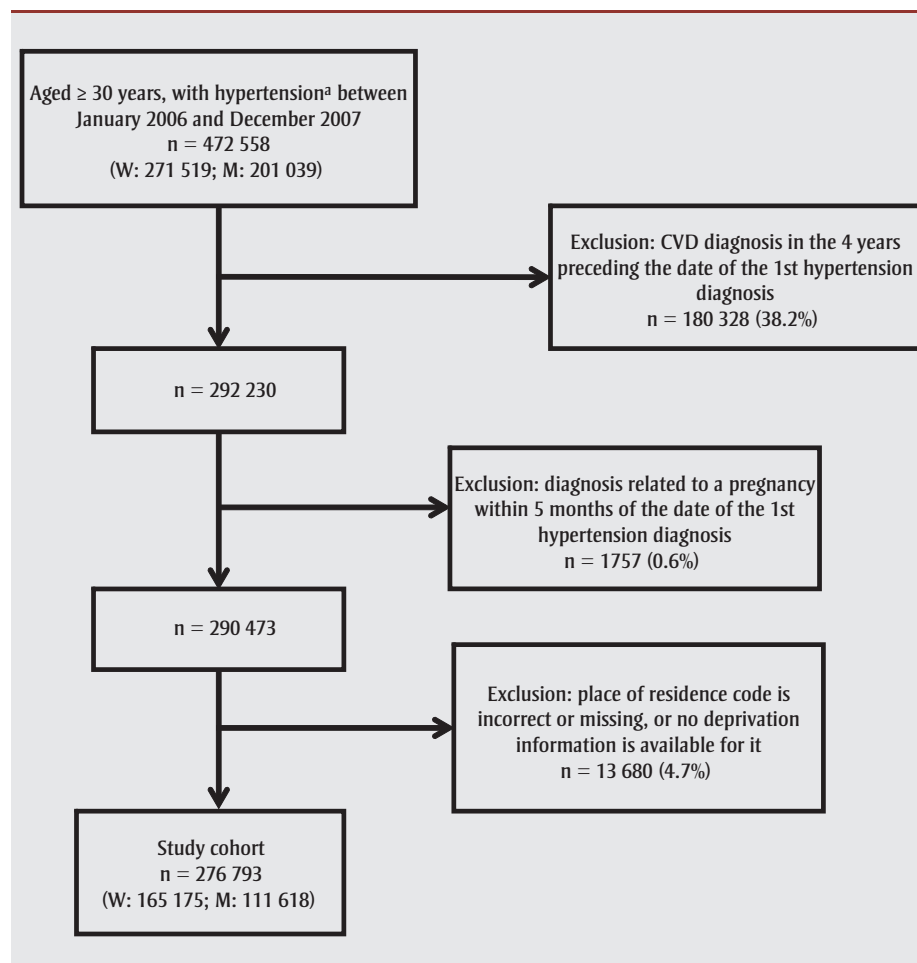 Aged ≥ 30 years, with hypertensionᵃ between
January 2006 and December 2007
n = 472 558
(W: 271 519; M: 201 039)
Exclusion: CVD diagnosis in the 4 years
preceding the date of the 1st hypertension
diagnosis
n = 180 328 (38.2%)
n = 292 230
Exclusion: diagnosis related to a pregnancy
within 5 months of the date of the 1st
hypertension diagnosis
n = 1757 (0.6%)
n = 290 473
Exclusion: place of residence code is
incorrect or missing, or no deprivation
information is available for it
n = 13 680 (4.7%)
Study cohort
n = 276 793
(W: 165 175; M: 111 618)